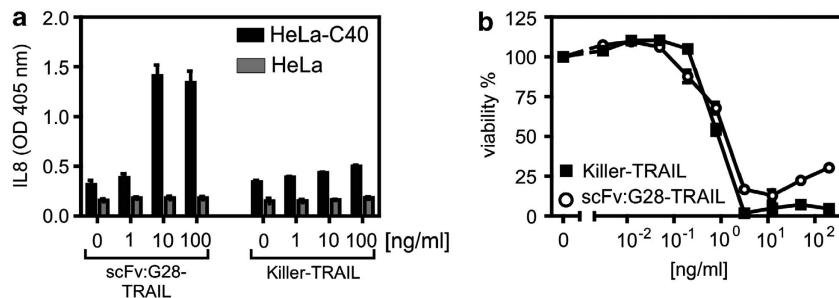 a
IL8 (OD 405 nm)
2.0
1.5
1.0
0.5
0.0
HeLa-C40
HeLa
0 1 10 100 0 1 10 100 [ng/ml]
scFv:G28-
TRAIL
Killer-TRAIL
b
viability %
125
100
75
50
25
0
Killer-TRAIL
scFv:G28-TRAIL
0 10-2 10-1 100 101 102
[ng/ml]